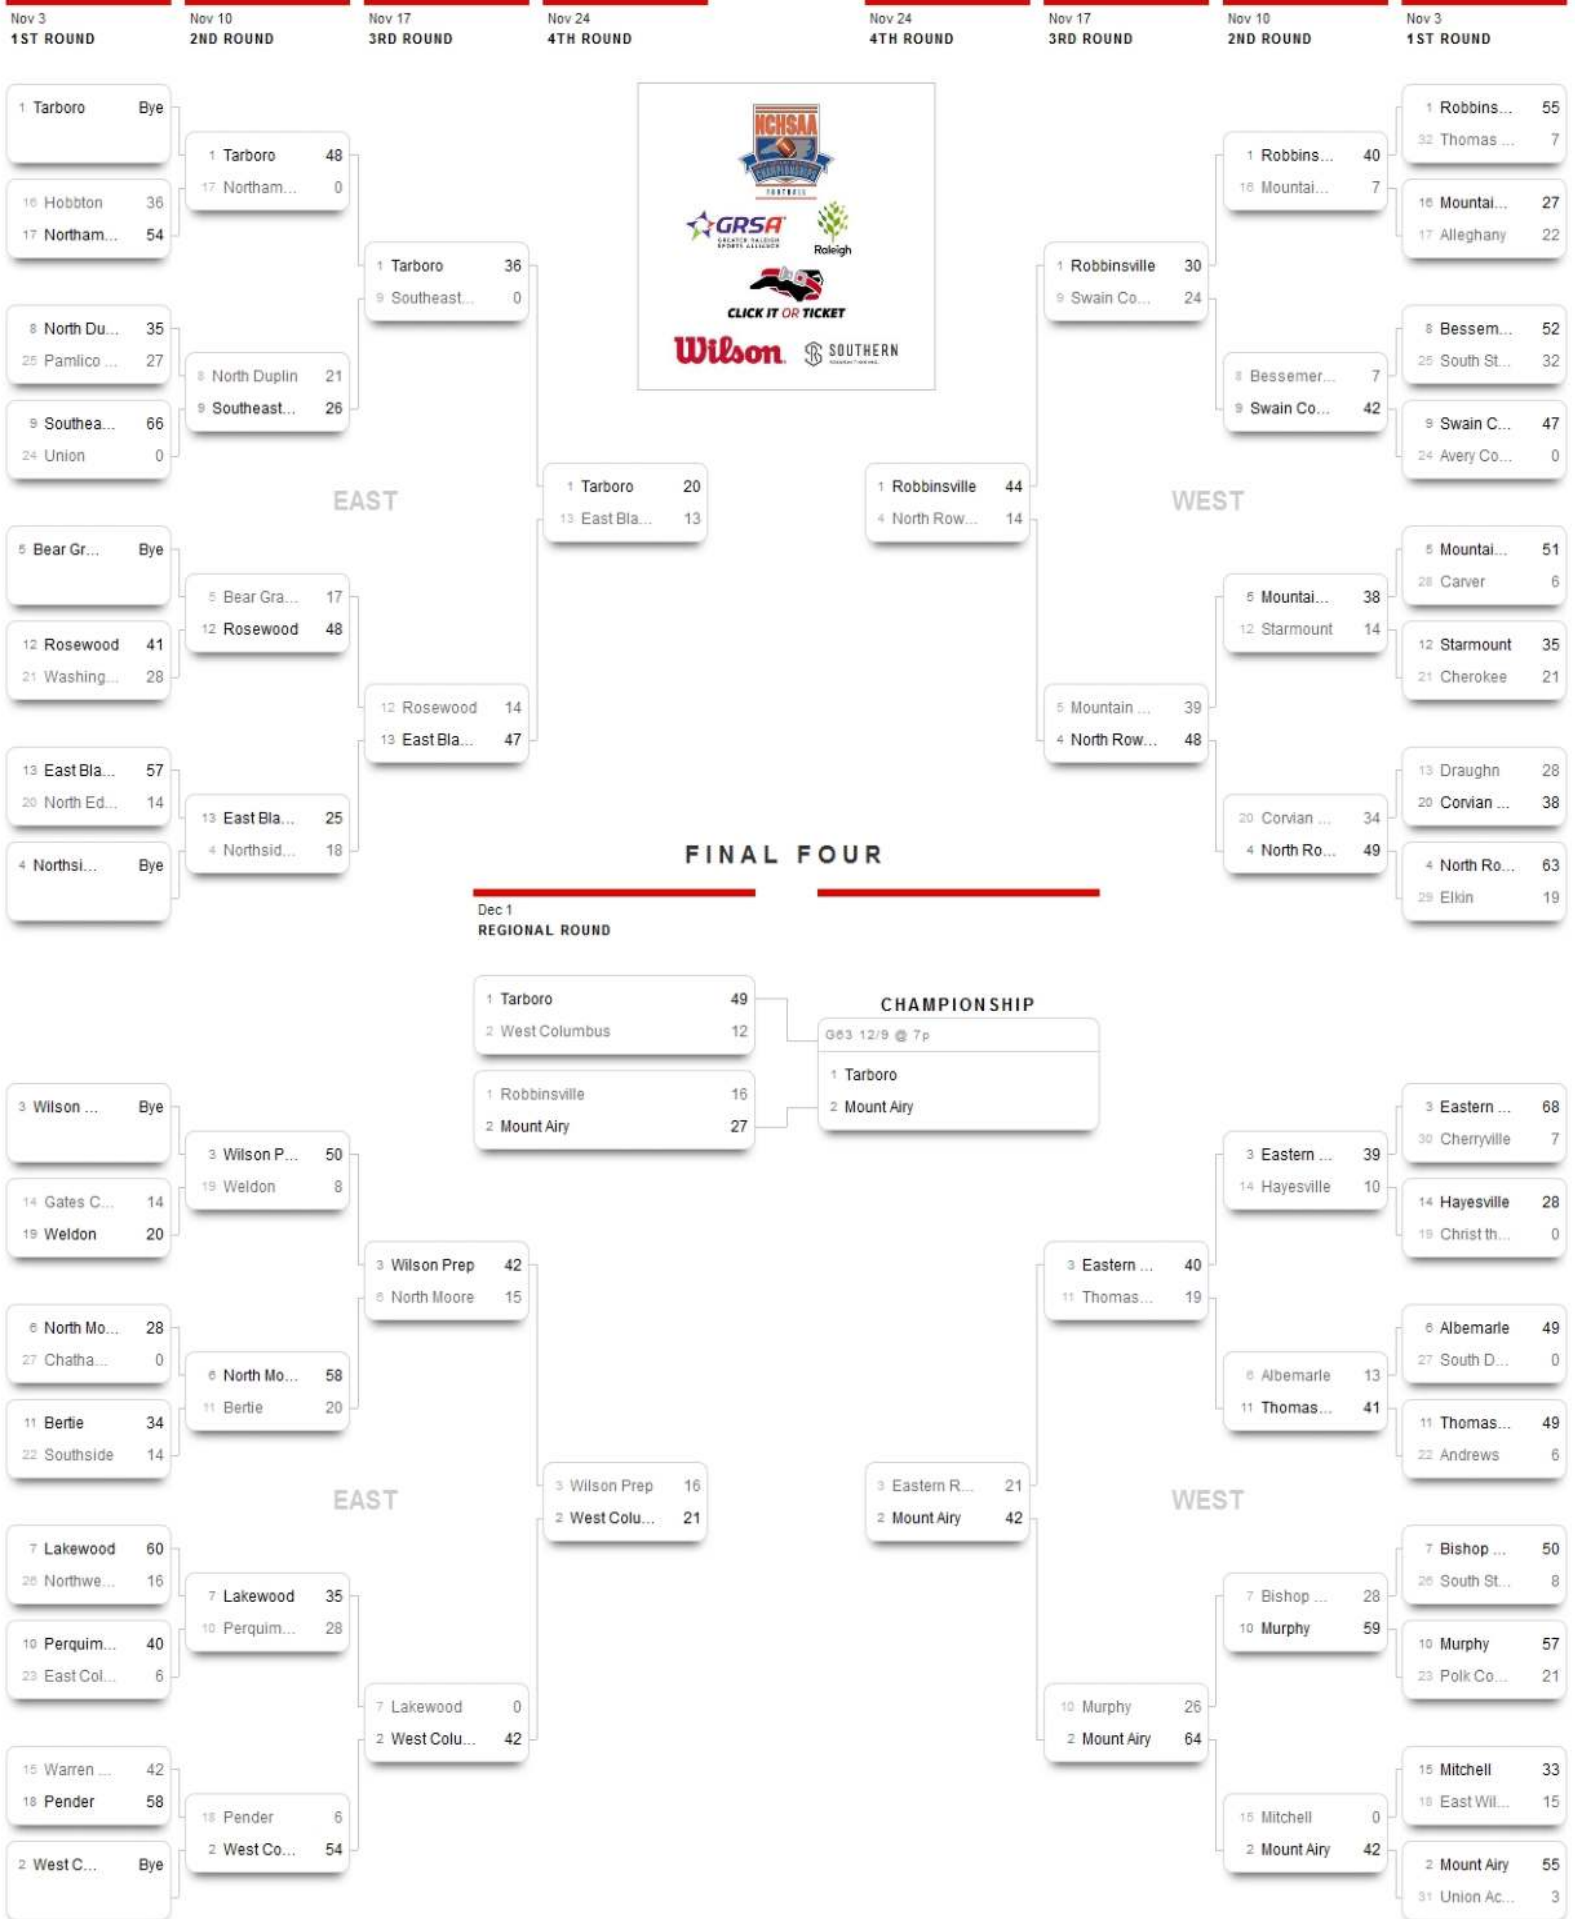 Nov 3
1ST ROUND
Nov 10
2ND ROUND
Nov 17
3RD ROUND
Nov 24
4TH ROUND
Nov 24
4TH ROUND
Nov 17
3RD ROUND
Nov 10
2ND ROUND
Nov 3
1ST ROUND
1 Tarboro Bye
16 Hobbton 36
17 Northam... 54
8 North Du... 35
25 Pamlico ... 27
9 Southea... 66
24 Union 0
5 Bear Gr... Bye
12 Rosewood 41
21 Washing... 28
13 East Bla... 57
20 North Ed... 14
4 Northsi... Bye
1 Tarboro 48
17 Northam... 0
8 North Duplin 21
9 Southeast... 26
5 Bear Gra... 17
12 Rosewood 48
13 East Bla... 25
4 Northsid... 18
1 Tarboro 36
9 Southeast... 0
12 Rosewood 14
13 East Bla... 47
EAST
1 Tarboro 20
13 East Bla... 13
NCHSAA
CHAMPIONSHIPS
FOOTBALL
GRSA
GREATER RALEIGH
SPORTS ALLIANCE
Raleigh
CLICK IT OR TICKET
Wilson
SOUTHERN
1 Robbinsville 44
4 North Row... 14
WEST
1 Robbinsville 30
9 Swain Co... 24
5 Mountain ... 39
4 North Row... 48
1 Robbins... 40
16 Mountai... 7
8 Bessemer... 7
9 Swain Co... 42
5 Mountai... 38
12 Starmount 14
20 Corvian ... 34
4 North Ro... 49
1 Robbins... 55
32 Thomas ... 7
16 Mountai... 27
17 Alleghany 22
8 Bessem... 52
25 South St... 32
9 Swain C... 47
24 Avery Co... 0
5 Mountai... 51
28 Carver 6
12 Starmount 35
21 Cherokee 21
13 Draughn 28
20 Corvian ... 38
4 North Ro... 63
29 Elkin 19
FINAL FOUR
Dec 1
REGIONAL ROUND
1 Tarboro 49
2 West Columbus 12
1 Robbinsville 16
2 Mount Airy 27
CHAMPIONSHIP
G63 12/9 @ 7p
1 Tarboro
2 Mount Airy
3 Wilson ... Bye
14 Gates C... 14
19 Weldon 20
6 North Mo... 28
27 Chatha... 0
11 Bertie 34
22 Southside 14
7 Lakewood 60
26 Northwe... 16
10 Perquim... 40
23 East Col... 6
15 Warren ... 42
18 Pender 58
2 West C... Bye
3 Wilson P... 50
19 Weldon 8
6 North Mo... 58
11 Bertie 20
7 Lakewood 35
10 Perquim... 28
18 Pender 6
2 West Co... 54
3 Wilson Prep 42
6 North Moore 15
7 Lakewood 0
2 West Colu... 42
EAST
3 Wilson Prep 16
2 West Colu... 21
3 Eastern R... 21
2 Mount Airy 42
WEST
3 Eastern ... 40
11 Thomas... 19
10 Murphy 26
2 Mount Airy 64
3 Eastern ... 39
14 Hayesville 10
6 Albemarle 13
11 Thomas... 41
7 Bishop ... 28
10 Murphy 59
15 Mitchell 0
2 Mount Airy 42
3 Eastern ... 68
30 Cherryville 7
14 Hayesville 28
19 Christ th... 0
6 Albemarle 49
27 South D... 0
11 Thomas... 49
22 Andrews 6
7 Bishop ... 50
26 South St... 8
10 Murphy 57
23 Polk Co... 21
15 Mitchell 33
18 East Wil... 15
2 Mount Airy 55
31 Union Ac... 3